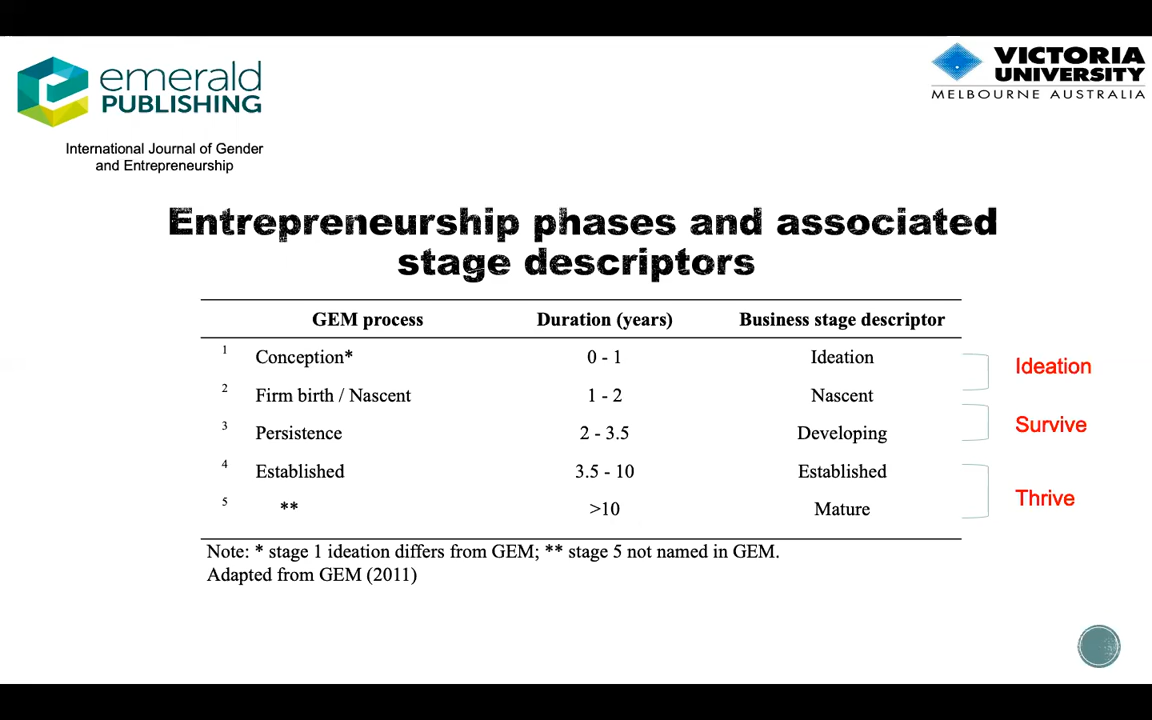 emerald
PUBLISHING
VICTORIA
UNIVERSITY
MELBOURNE AUSTRALIA
International Journal of Gender
and Entrepreneurship
Entrepreneurship phases and associated
stage descriptors
GEM process Duration (years) Business stage descriptor
1 Conception* 0 - 1 Ideation
2 Firm birth / Nascent 1 - 2 Nascent
3 Persistence 2 - 3.5 Developing
4 Established 3.5 - 10 Established
5 ** >10 Mature
Ideation
Survive
Thrive
Note: * stage 1 ideation differs from GEM; ** stage 5 not named in GEM.
Adapted from GEM (2011)